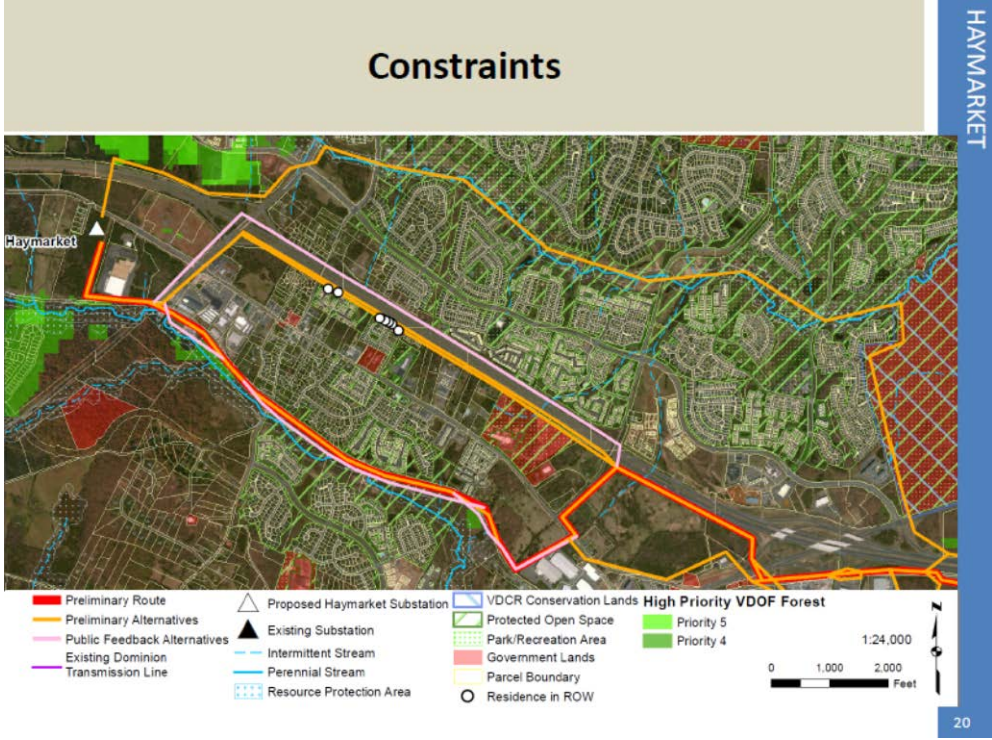 Constraints
HAYMARKET
Haymarket
Preliminary Route
Preliminary Alternatives
Public Feedback Alternatives
Existing Dominion
Transmission Line
Proposed Haymarket Substation
Existing Substation
Intermittent Stream
Perennial Stream
Resource Protection Area
VDCR Conservation Lands
Protected Open Space
Park/Recreation Area
Government Lands
Parcel Boundary
Residence in ROW
High Priority VDOF Forest
Priority 5
Priority 4
N
1:24,000
0 1,000 2,000
Feet
20